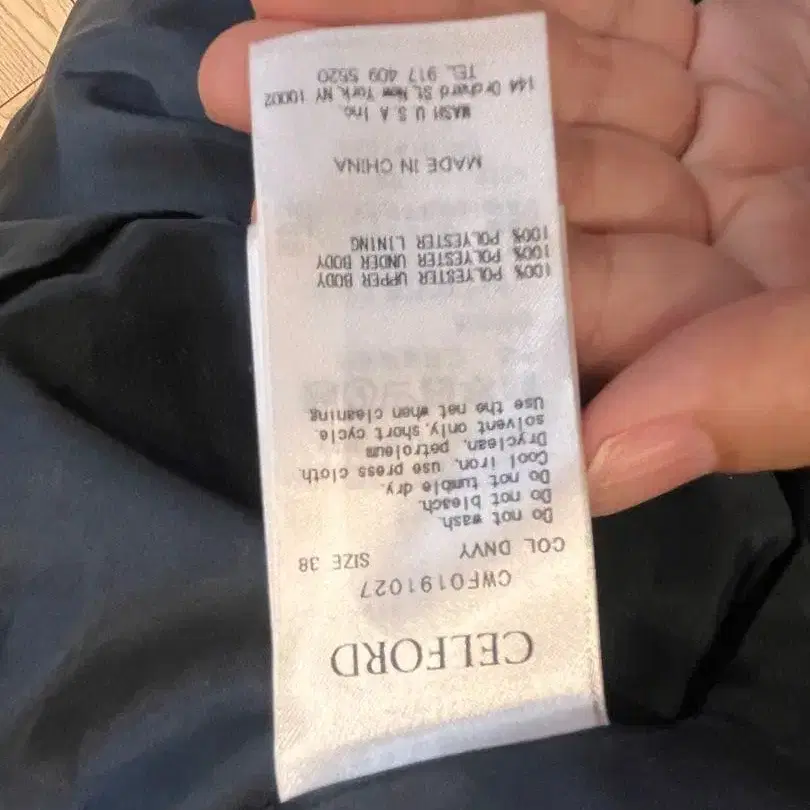 CELFORD
CWFO191027
COL DNVY SIZE 38
Do not wash.
Do not bleach.
Do not tumble dry.
Cool iron, use press cloth.
Dryclean, petroleum
solvent only, short cycle.
Use the net when cleaning.
100% POLYESTER UPPER BODY
100% POLYESTER UNDER BODY
100% POLYESTER LINING
MADE IN CHINA
MASH U S A Inc.
144 Orchard St, New York, NY 10002
TEL 917 409 5520